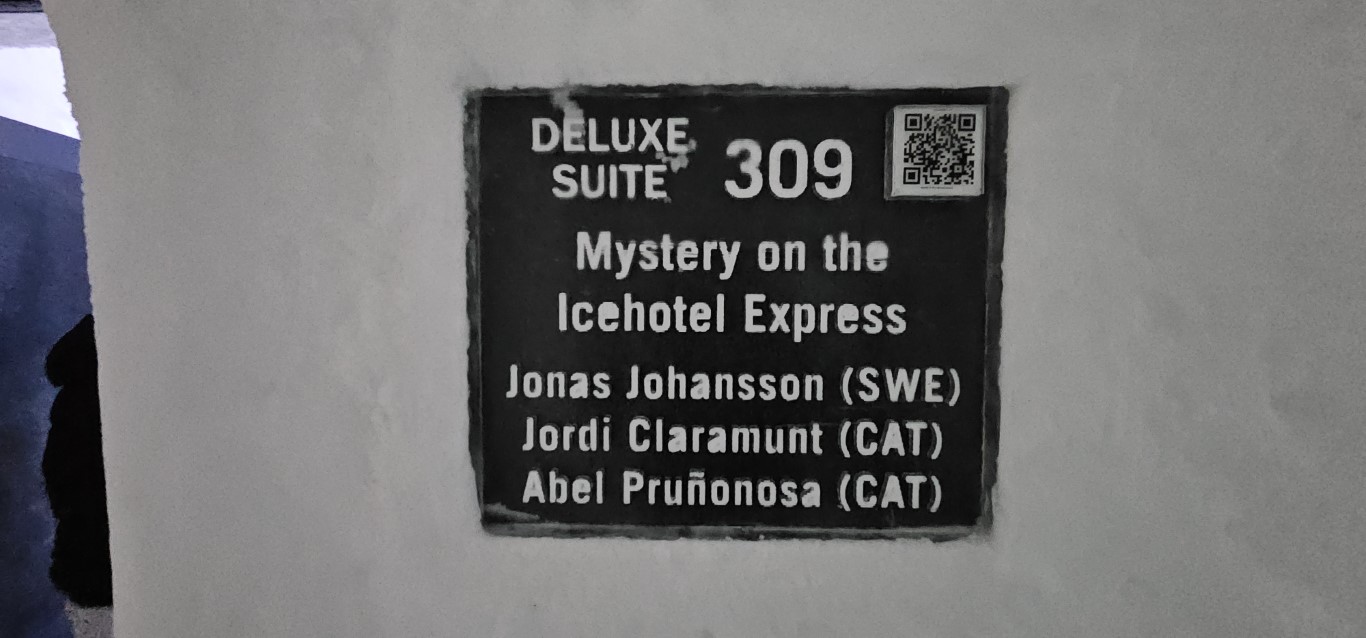 DELUXE
SUITE
309
Mystery on the
Icehotel Express
Jonas Johansson (SWE)
Jordi Claramunt (CAT)
Abel Pruñonosa (CAT)